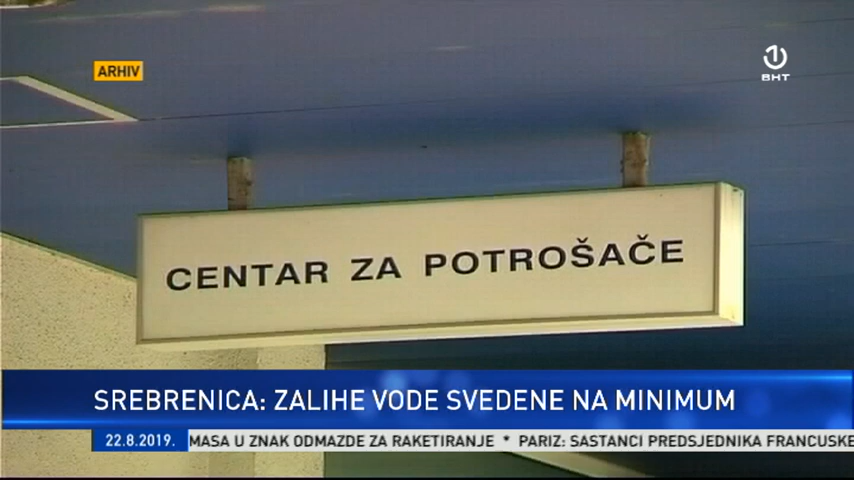 ARHIV
1
BHT
CENTAR ZA POTROŠAČE
SREBRENICA: ZALIHE VODE SVEDENE NA MINIMUM
22.8.2019. MASA U ZNAK ODMAZDE ZA RAKETIRANJE * PARIZ: SASTANCI PREDSJEDNIKA FRANCUSKE